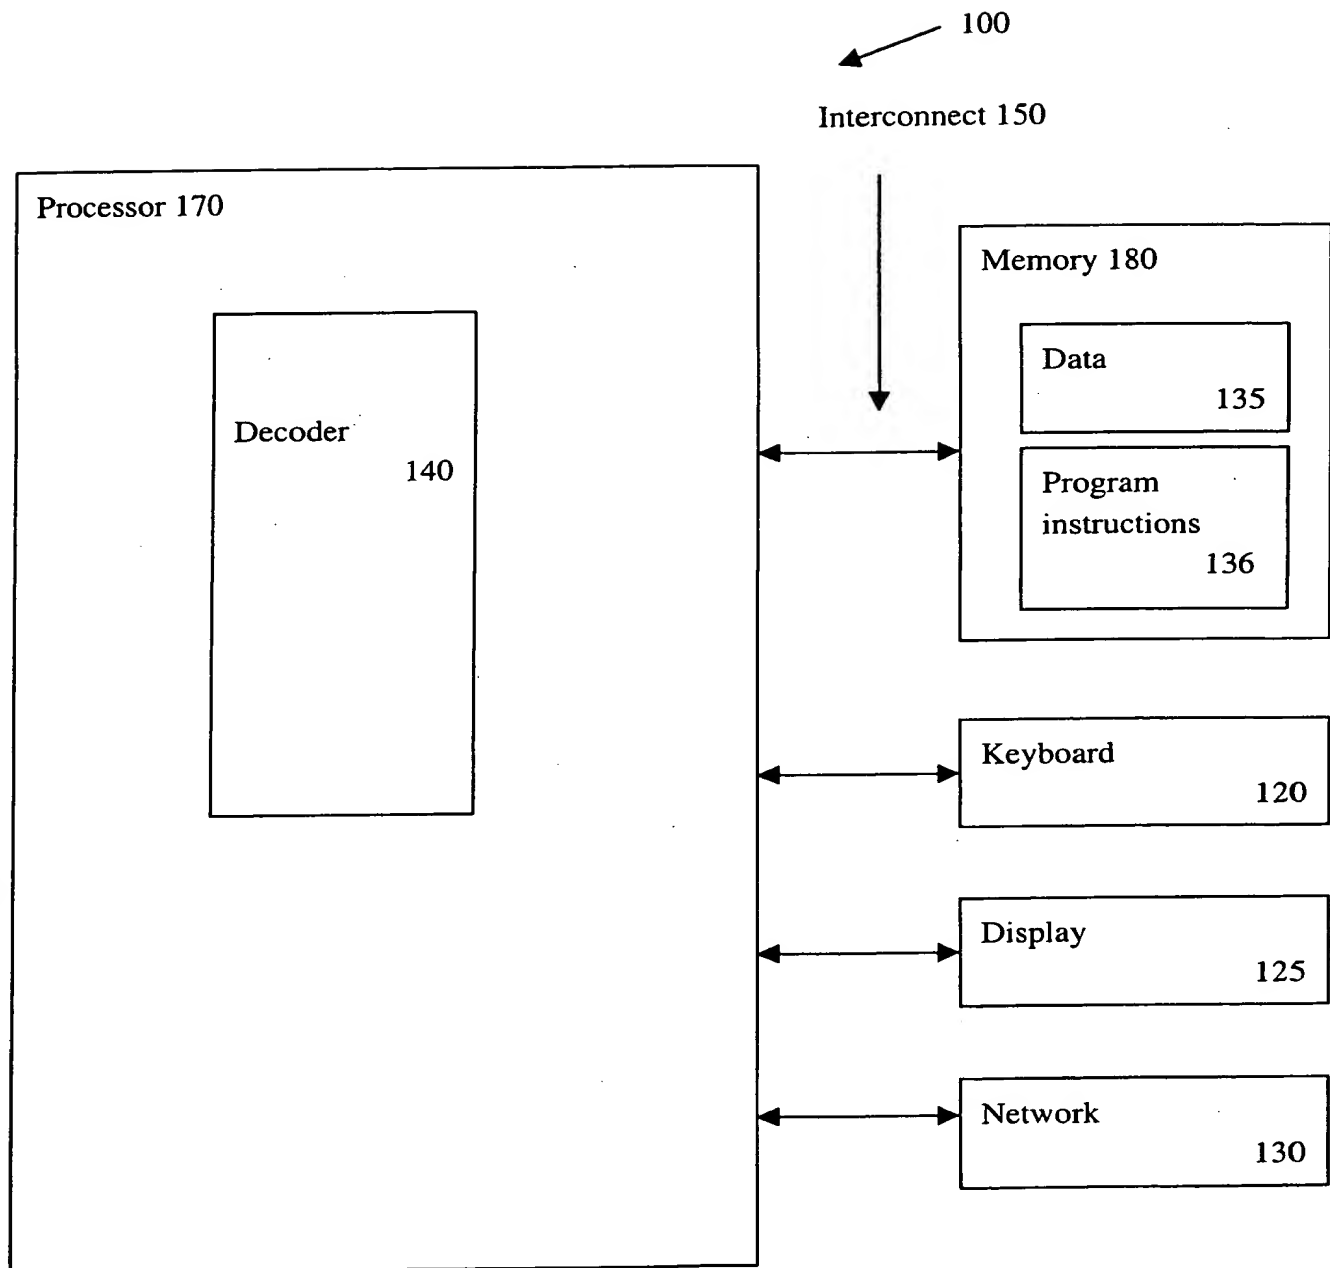 100
Interconnect 150
Processor 170
Memory 180
Data
135
Decoder
140
Program
instructions
136
Keyboard
120
Display
125
Network
130